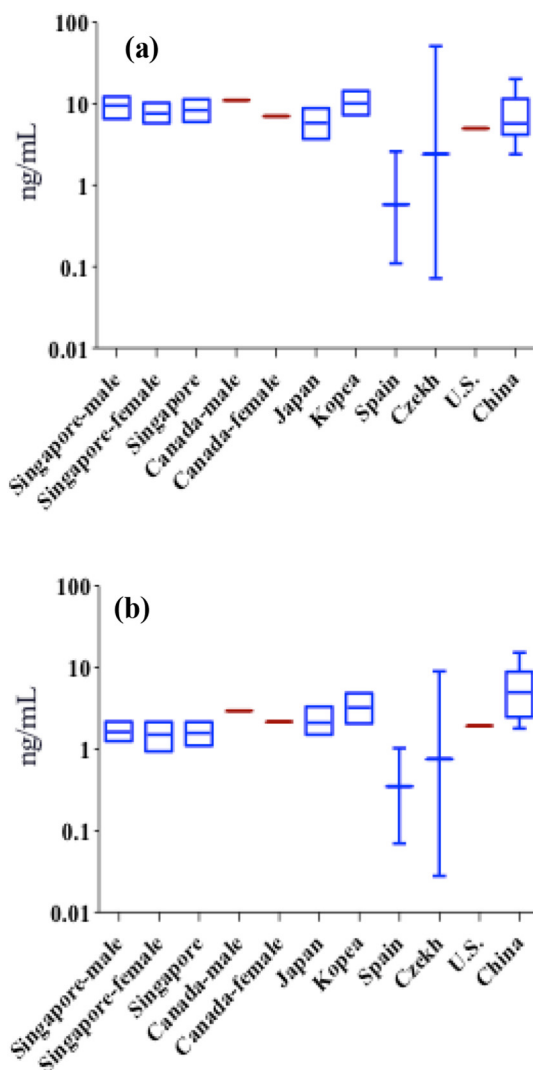 (a)
100
10
1
0.1
0.01
ng/mL
Singapore-male
Singapore-female
Singapore
Canada-male
Canada-female
Japan
Kopea
Spain
Czekh
U.S.
China
(b)
100
10
1
0.1
0.01
ng/mL
Singapore-male
Singapore-female
Singapore
Canada-male
Canada-female
Japan
Kopea
Spain
Czekh
U.S.
China